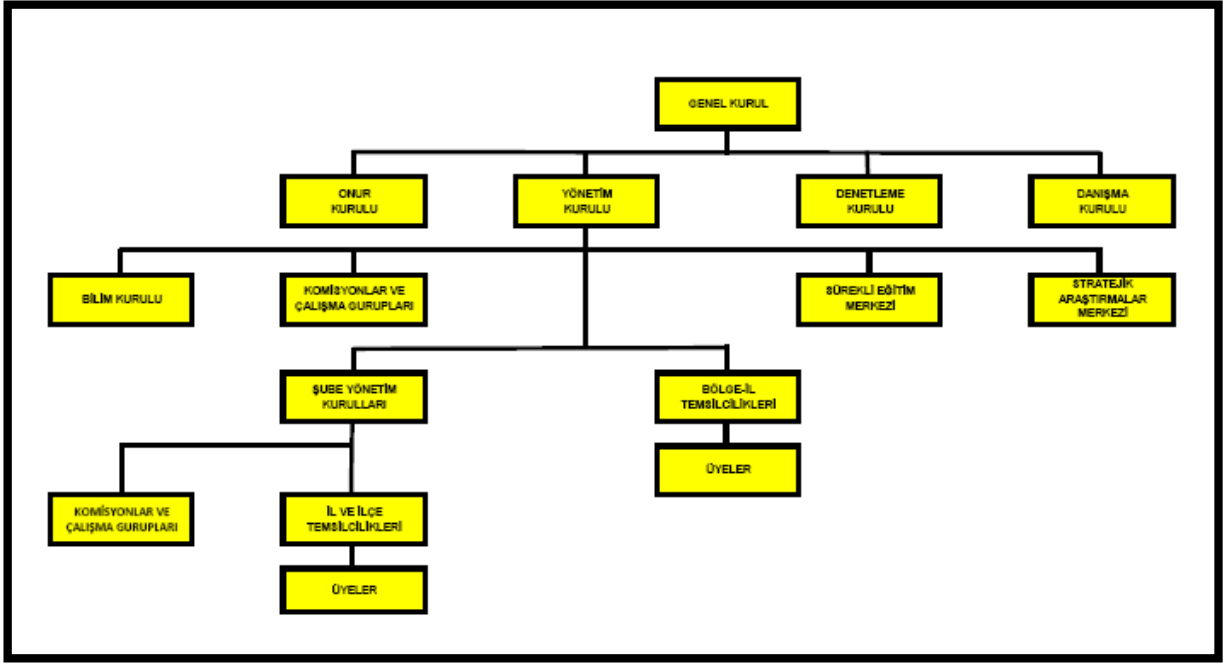 GENEL KURUL
ONUR
KURULU
YÖNETİM
KURULU
DENETLEME
KURULU
DANIŞMA
KURULU
BİLİM KURULU
KOMİSYONLAR VE
ÇALIŞMA GURUPLARI
SÜREKLİ EĞİTİM
MERKEZİ
STRATEJİK
ARAŞTIRMALAR
MERKEZİ
ŞUBE YÖNETİM
KURULLARI
BÖLGE-İL
TEMSİLCİLİKLERİ
ÜYELER
KOMİSYONLAR VE
ÇALIŞMA GURUPLARI
İL VE İLÇE
TEMSİLCİLİKLERİ
ÜYELER